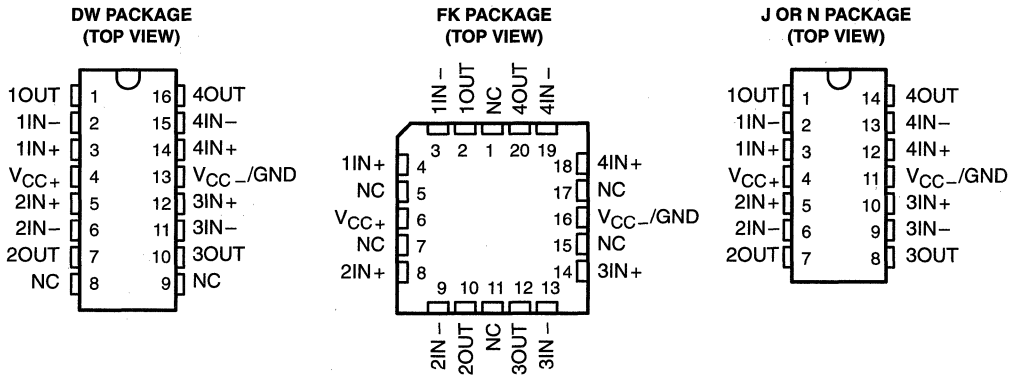 DW PACKAGE
(TOP VIEW)
1OUT 1 16 4OUT
1IN− 2 15 4IN−
1IN+ 3 14 4IN+
VCC+ 4 13 VCC−/GND
2IN+ 5 12 3IN+
2IN− 6 11 3IN−
2OUT 7 10 3OUT
NC 8 9 NC
FK PACKAGE
(TOP VIEW)
1IN− 1OUT NC 4OUT 4IN−
3 2 1 20 19
1IN+ 4 18 4IN+
NC 5 17 NC
VCC+ 6 16 VCC−/GND
NC 7 15 NC
2IN+ 8 14 3IN+
9 10 11 12 13
2IN− 2OUT NC 3OUT 3IN−
J OR N PACKAGE
(TOP VIEW)
1OUT 1 14 4OUT
1IN− 2 13 4IN−
1IN+ 3 12 4IN+
VCC+ 4 11 VCC−/GND
2IN+ 5 10 3IN+
2IN− 6 9 3IN−
2OUT 7 8 3OUT